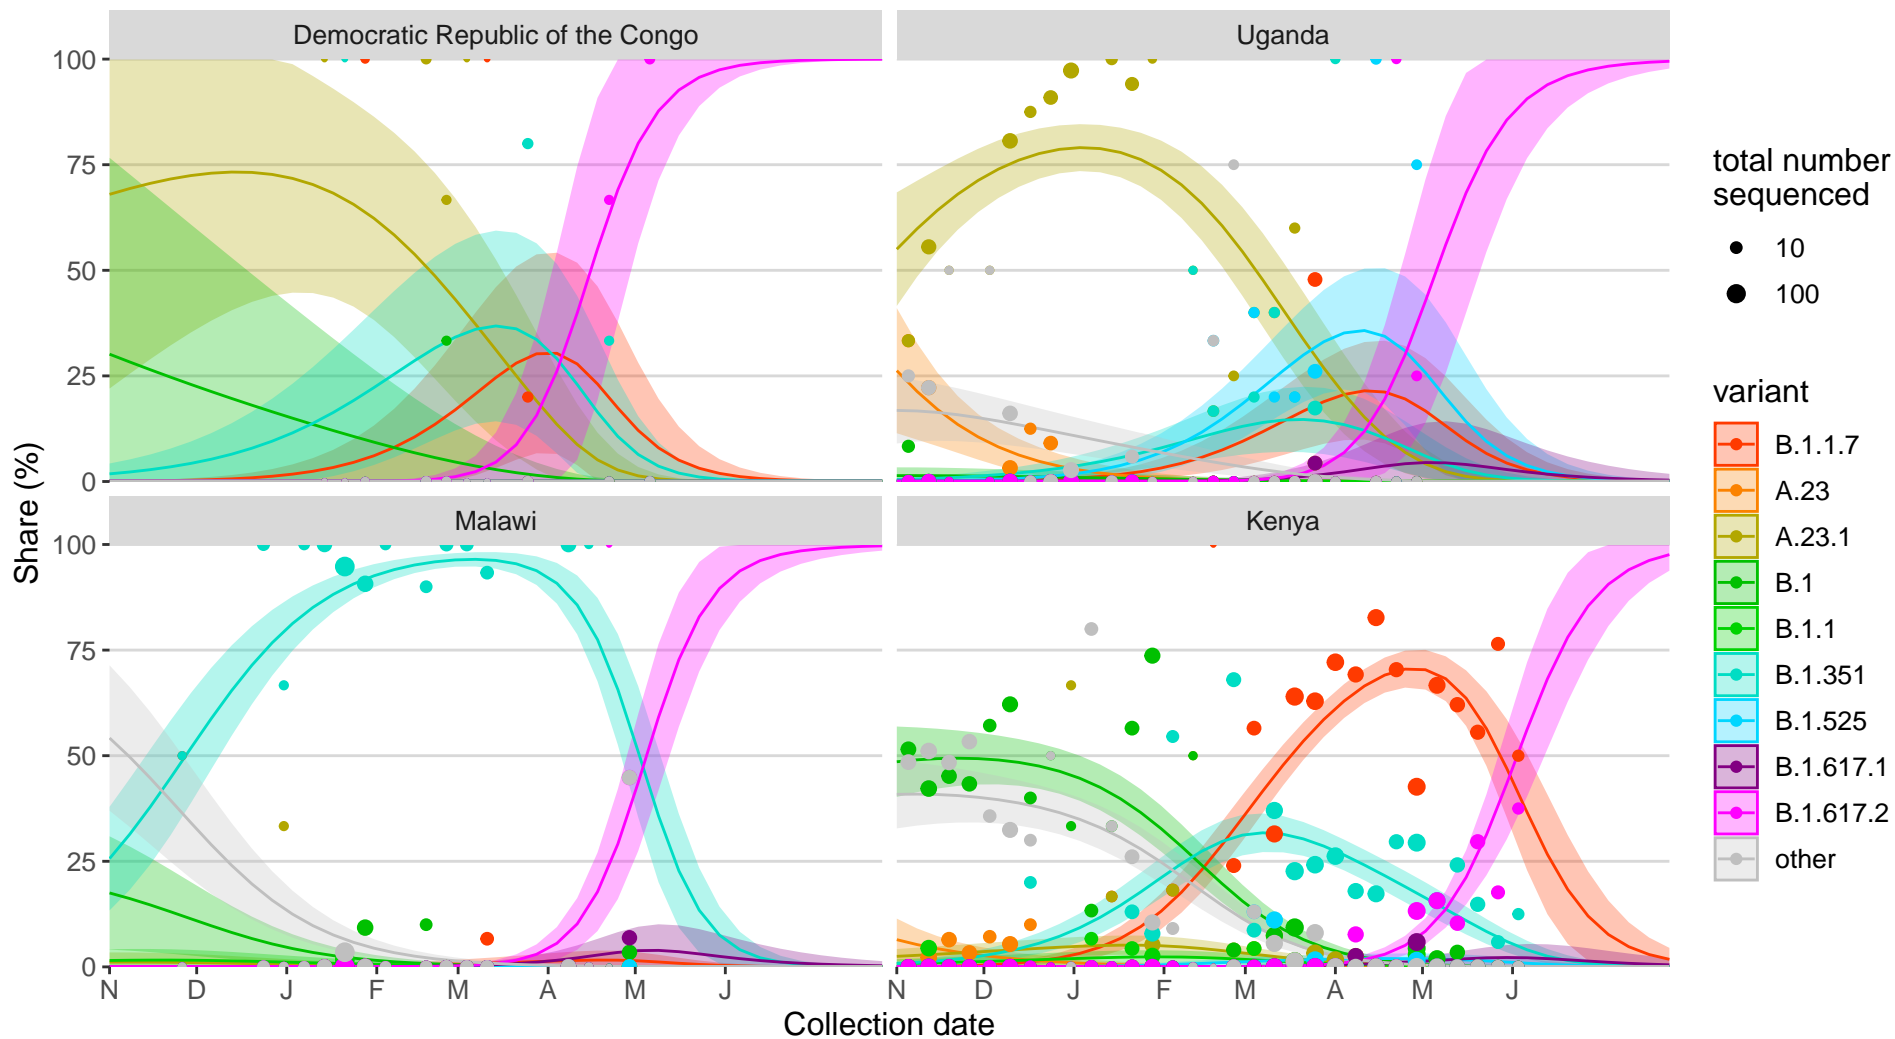 Democratic Republic of the Congo
Uganda
100
75
50
25
0
Malawi
Kenya
100
75
50
25
0
N D J F M A M J
N D J F M A M J
Share (%)
Collection date
total number
sequenced
10
100
variant
B.1.1.7
A.23
A.23.1
B.1
B.1.1
B.1.351
B.1.525
B.1.617.1
B.1.617.2
other